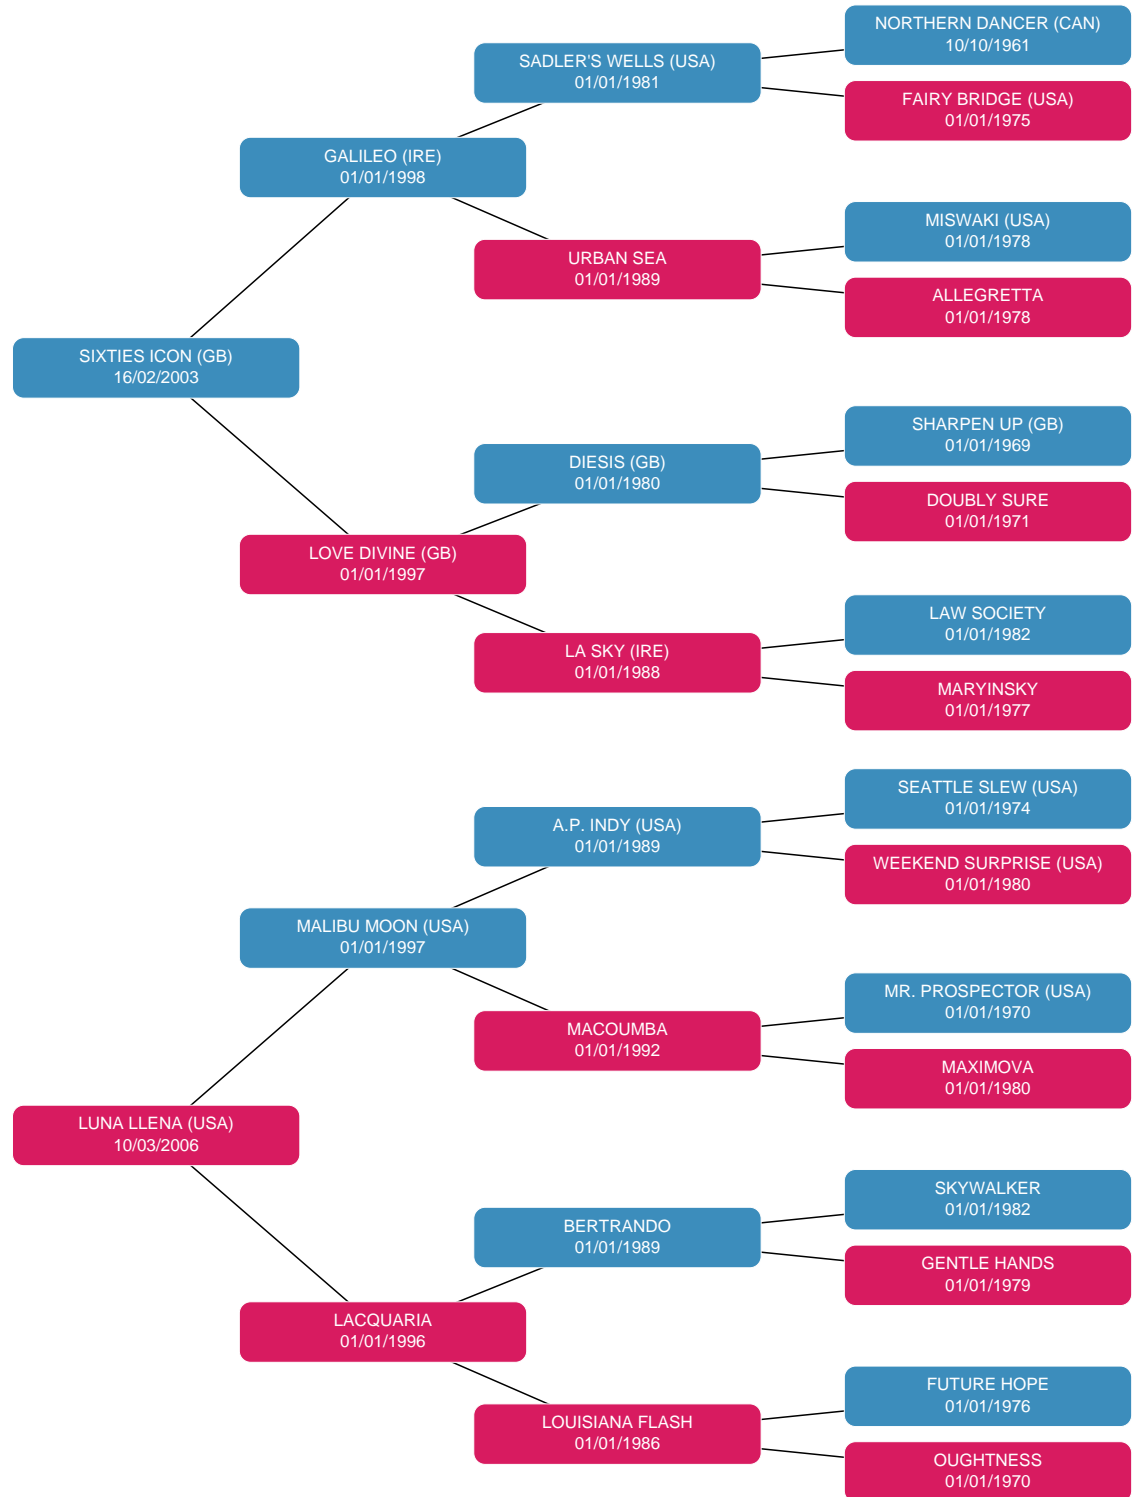 NORTHERN DANCER (CAN)
10/10/1961
SADLER'S WELLS (USA)
01/01/1981
FAIRY BRIDGE (USA)
01/01/1975
GALILEO (IRE)
01/01/1998
MISWAKI (USA)
01/01/1978
URBAN SEA
01/01/1989
ALLEGRETTA
01/01/1978
SIXTIES ICON (GB)
16/02/2003
SHARPEN UP (GB)
01/01/1969
DIESIS (GB)
01/01/1980
DOUBLY SURE
01/01/1971
LOVE DIVINE (GB)
01/01/1997
LAW SOCIETY
01/01/1982
LA SKY (IRE)
01/01/1988
MARYINSKY
01/01/1977
SEATTLE SLEW (USA)
01/01/1974
A.P. INDY (USA)
01/01/1989
WEEKEND SURPRISE (USA)
01/01/1980
MALIBU MOON (USA)
01/01/1997
MR. PROSPECTOR (USA)
01/01/1970
MACOUMBA
01/01/1992
MAXIMOVA
01/01/1980
LUNA LLENA (USA)
10/03/2006
SKYWALKER
01/01/1982
BERTRANDO
01/01/1989
GENTLE HANDS
01/01/1979
LACQUARIA
01/01/1996
FUTURE HOPE
01/01/1976
LOUISIANA FLASH
01/01/1986
OUGHTNESS
01/01/1970